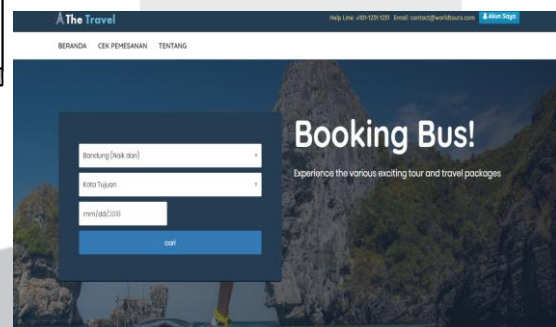 The Travel
Help Line: +101-1231-1231 Email: contact@worldtours.com Akun Saya
BERANDA CEK PEMESANAN TENTANG
Booking Bus!
Experience the various exciting tour and travel packages
Bandung (Naik dari)
Kota Tujuan
mm/dd/2018
cari